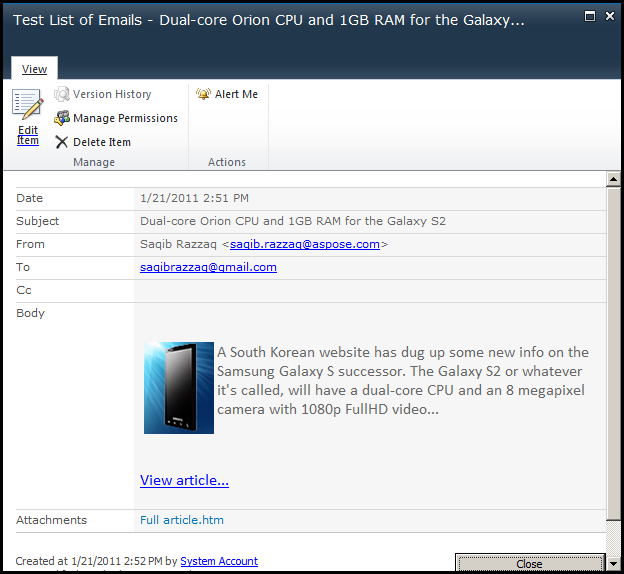 Test List of Emails - Dual-core Orion CPU and 1GB RAM for the Galaxy...
View
Edit
Item
Version History
Manage Permissions
Delete Item
Manage
Alert Me
Actions
Date 1/21/2011 2:51 PM
Subject Dual-core Orion CPU and 1GB RAM for the Galaxy S2
From Saqib Razzaq <saqib.razzaq@aspose.com>
To saqibrazzaq@gmail.com
Cc
Body
A South Korean website has dug up some new info on the
Samsung Galaxy S successor. The Galaxy S2 or whatever
it's called, will have a dual-core CPU and an 8 megapixel
camera with 1080p FullHD video...
View article...
Attachments Full article.htm
Created at 1/21/2011 2:52 PM by System Account
Close